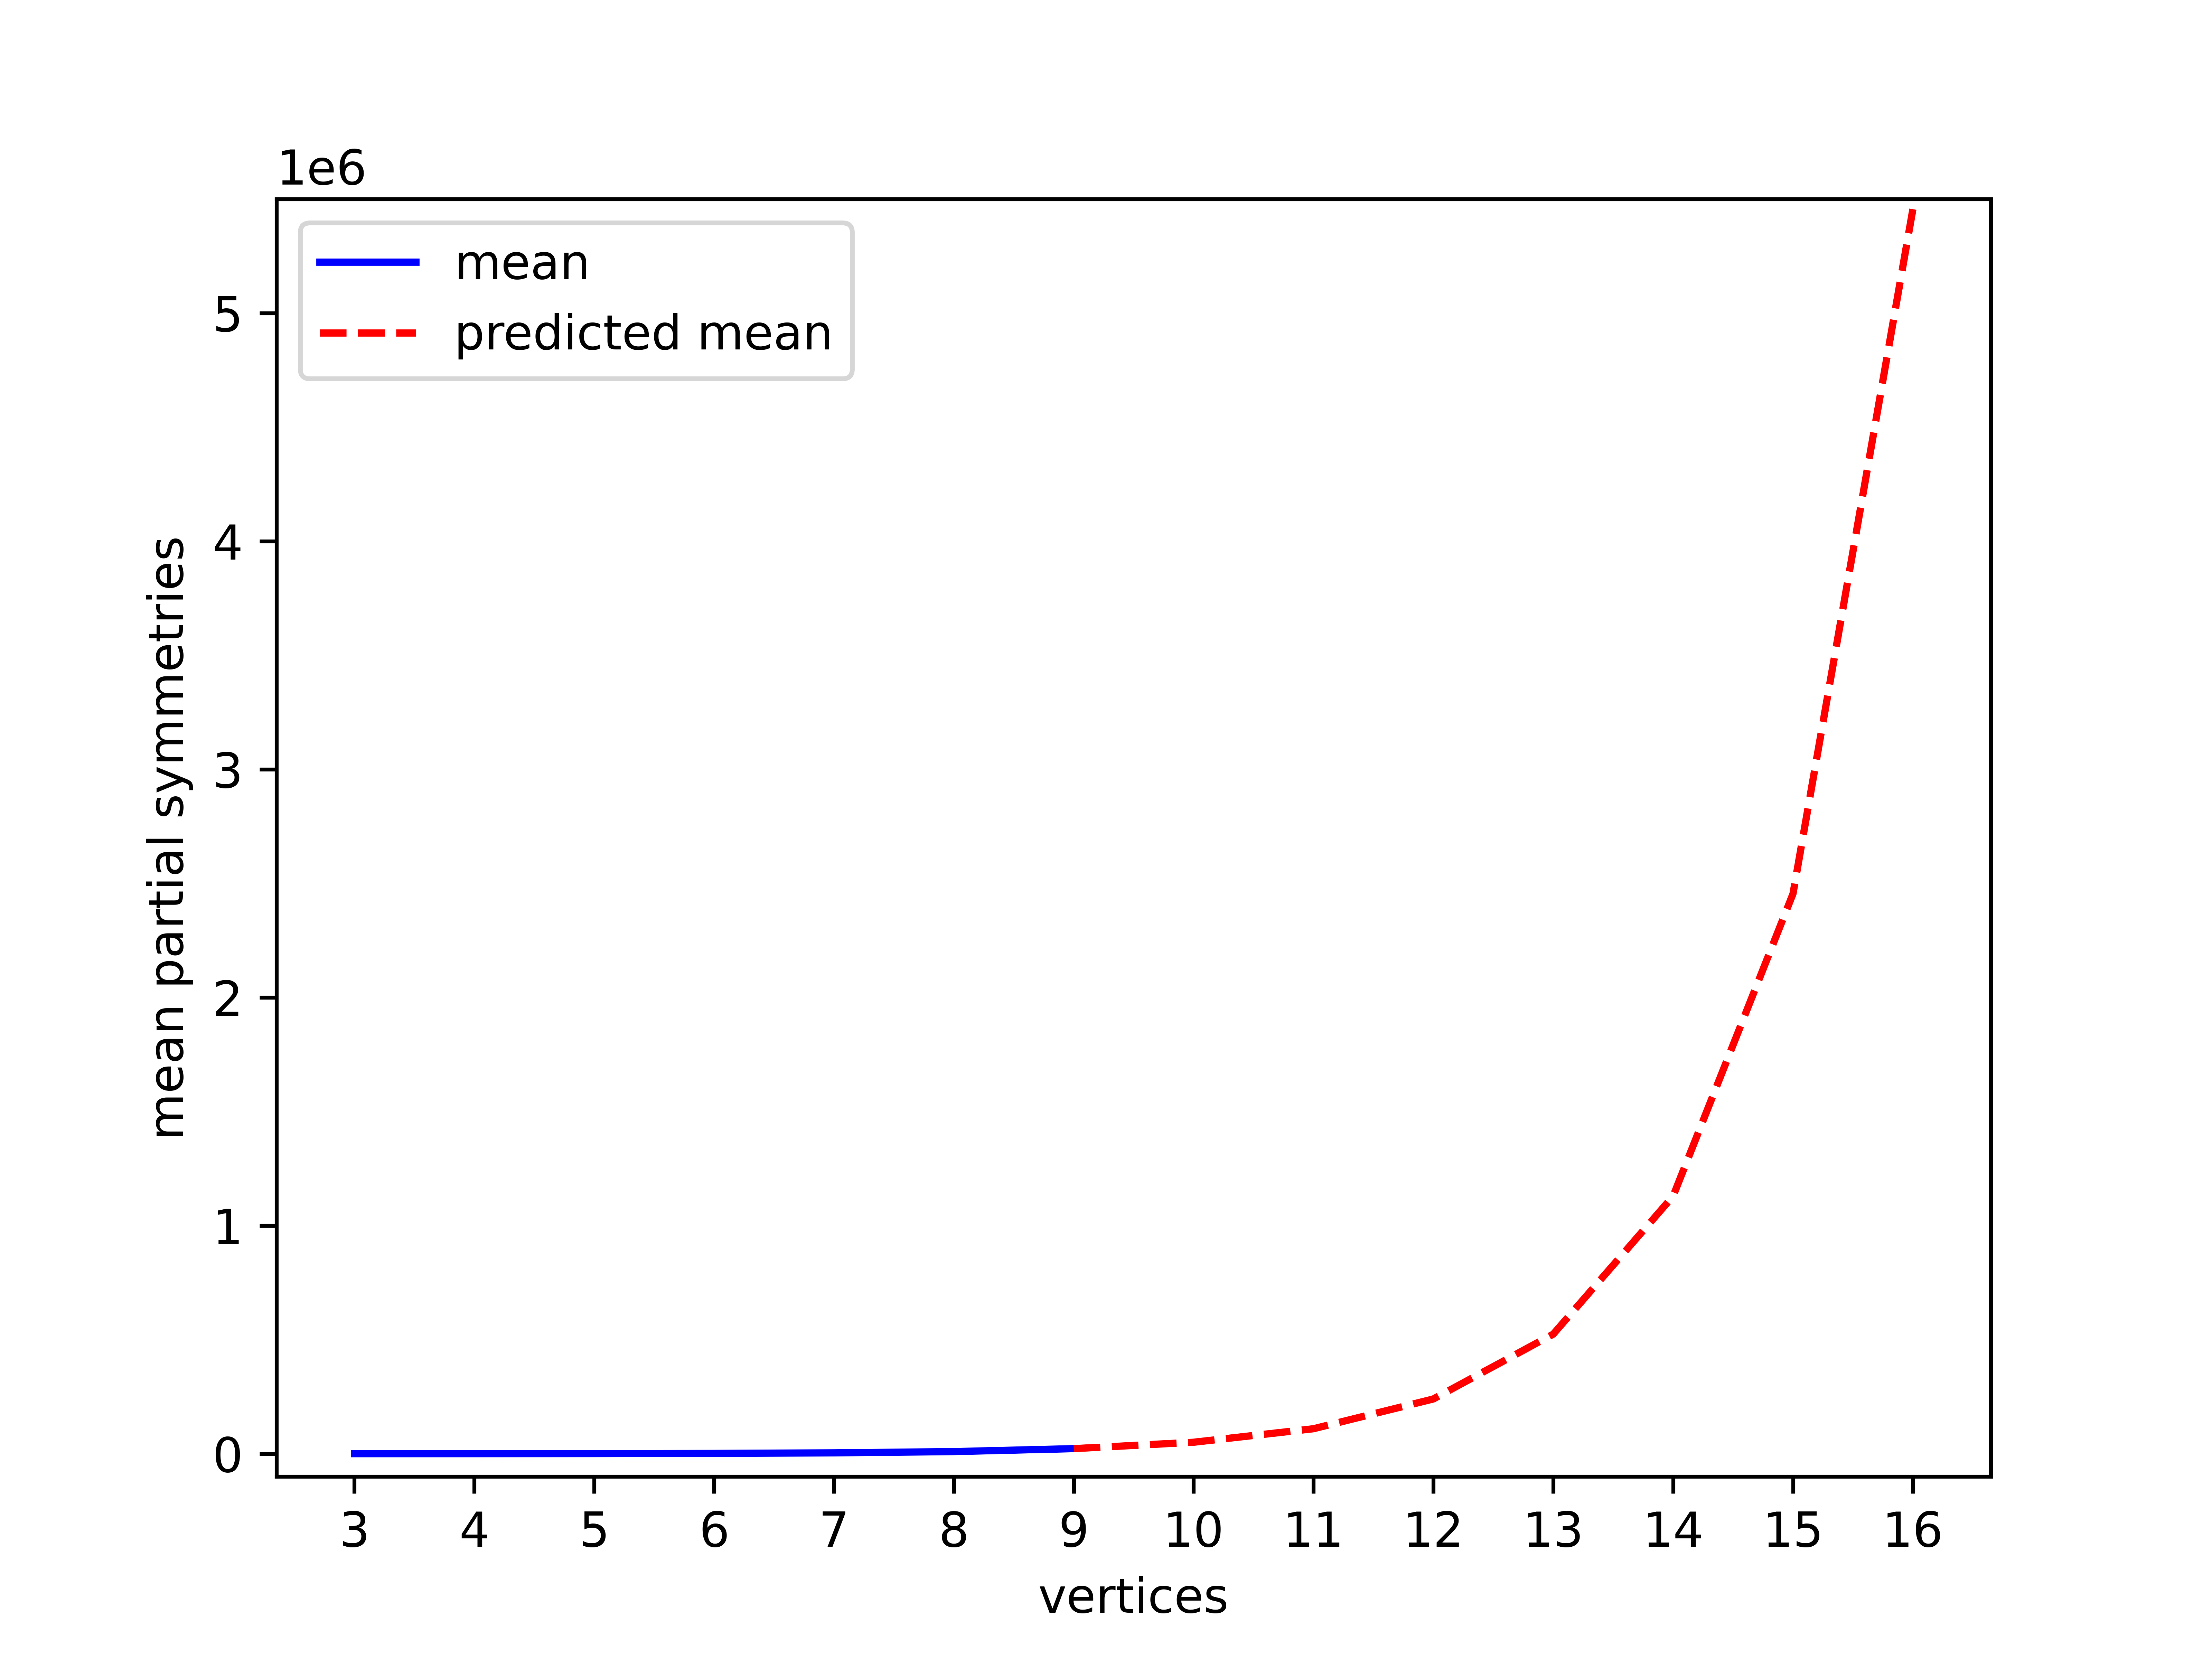 1e6
mean
predicted mean
5
4
3
2
1
0
mean partial symmetries
3 4 5 6 7 8 9 10 11 12 13 14 15 16
vertices